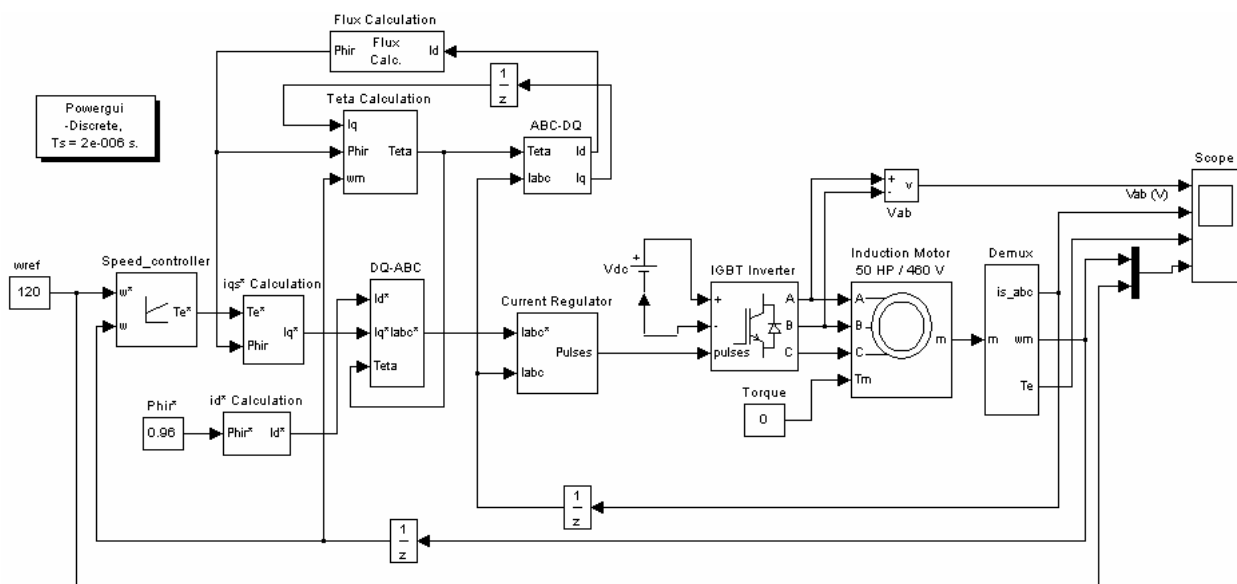 Flux Calculation
Phir
Flux
Calc.
Id
1
z
Teta Calculation
Iq
Phir
wm
Teta
ABC-DQ
Teta
Iabc
Id
Iq
Powergui
-Discrete,
Ts = 2e-006 s.
+
-
v
Vab
Vab (V)
Scope
wref
120
Speed_controller
w*
w
Te*
iqs* Calculation
Te*
Phir
Iq*
DQ-ABC
Id*
Iq*Iabc*
Teta
Current Regulator
Iabc*
Iabc
Pulses
Vdc
+
IGBT Inverter
+
-
pulses
A
B
C
Induction Motor
50 HP / 460 V
A
B
C
Tm
m
Demux
m
is_abc
wm
Te
Torque
0
Phir*
0.96
id* Calculation
Phir*
Id*
1
z
1
z